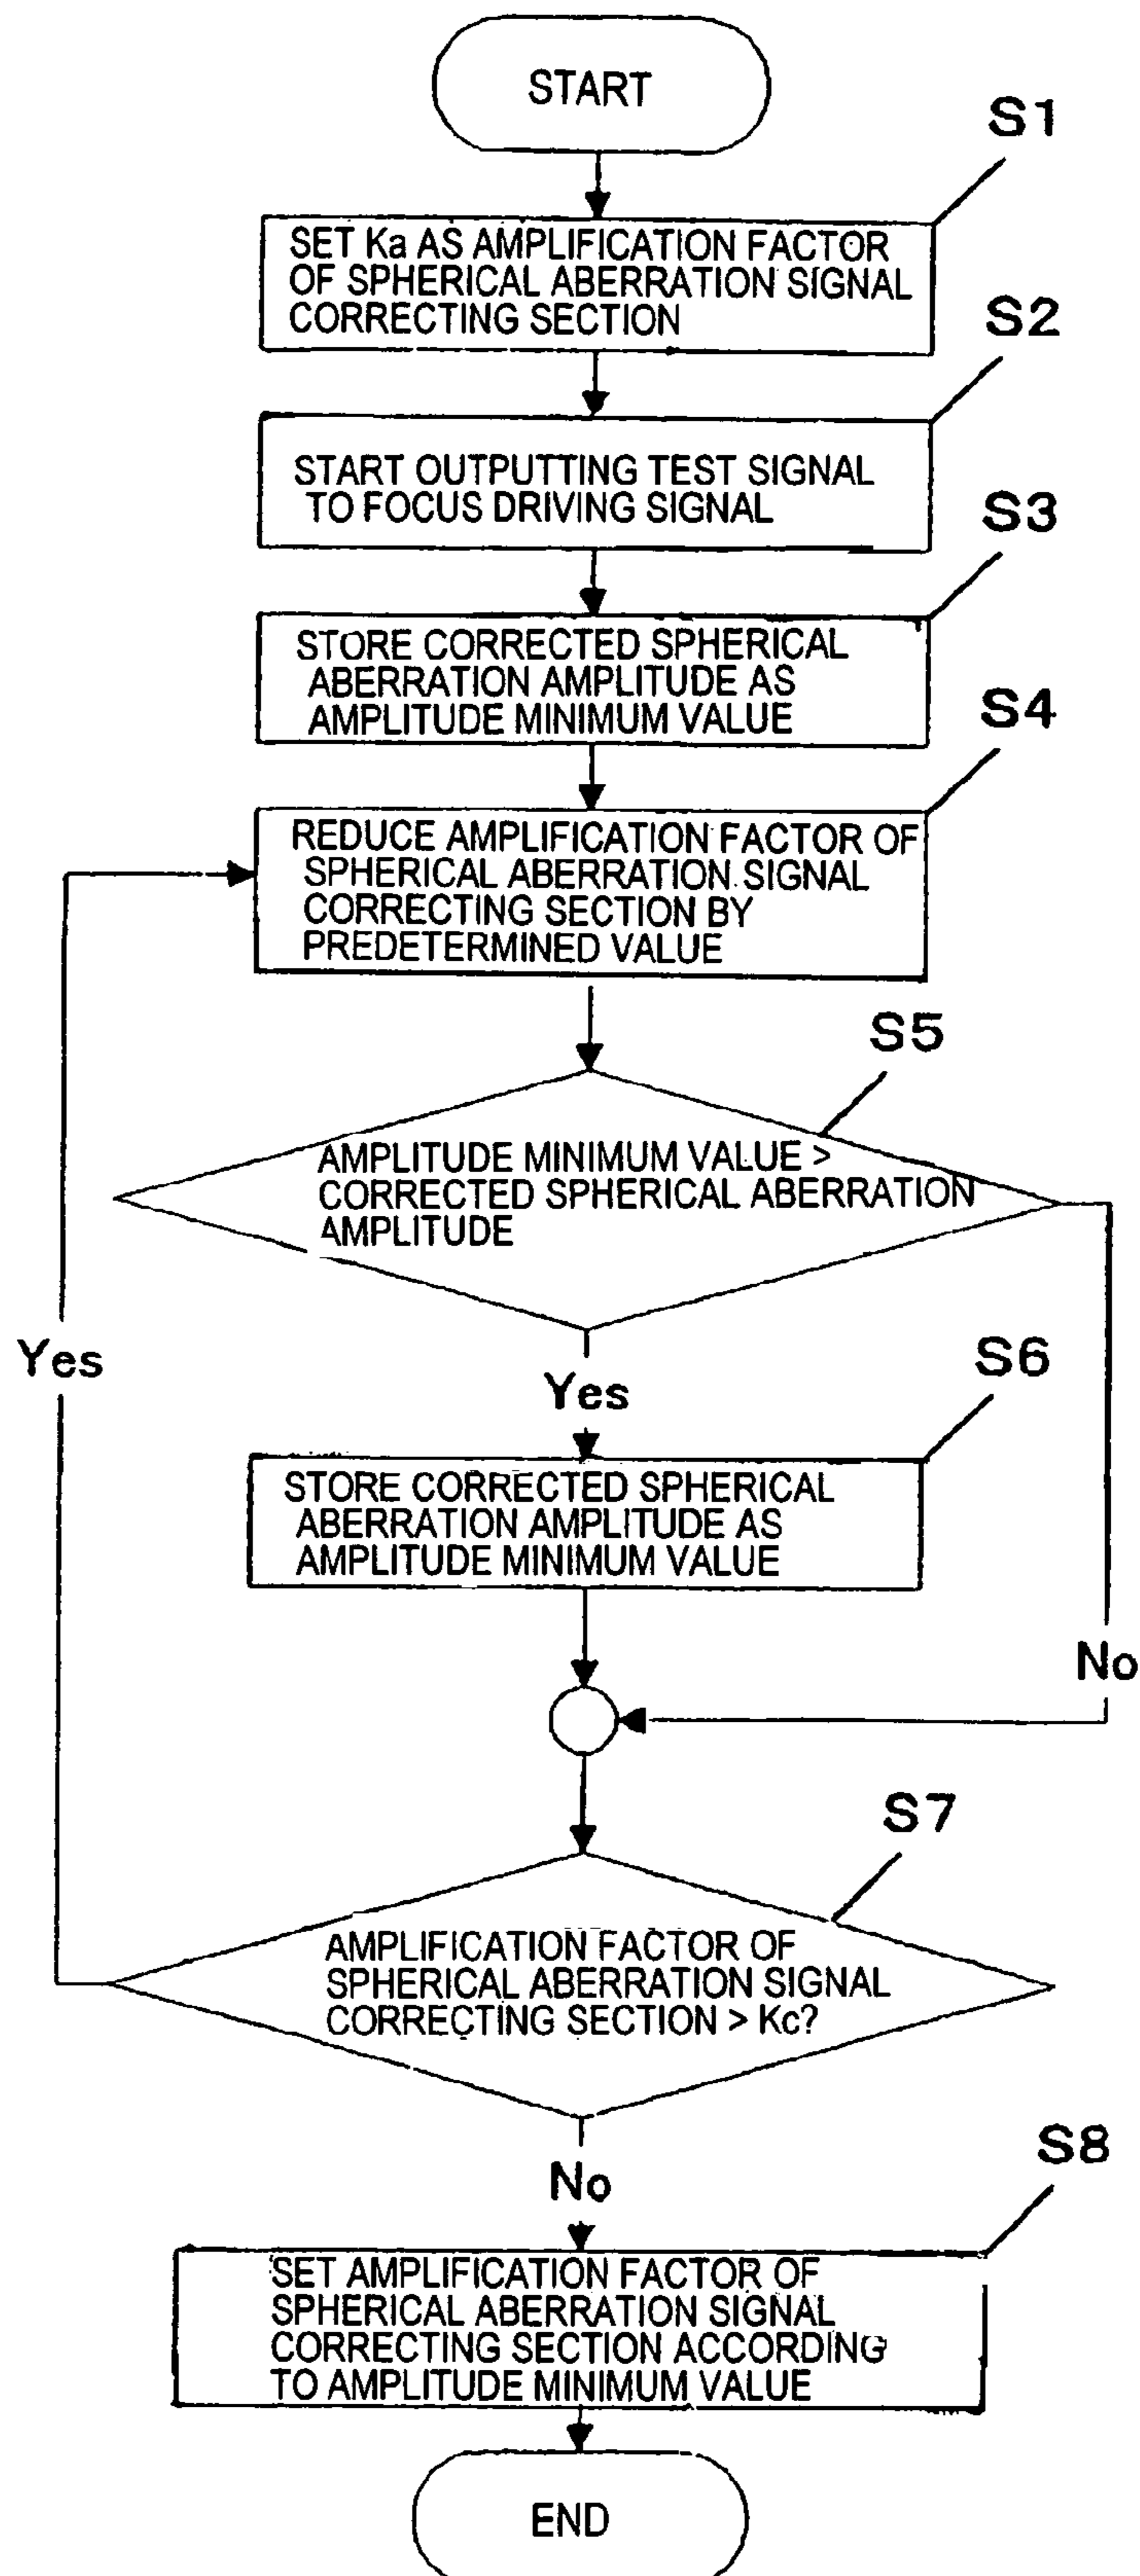 START
S1
SET Ka AS AMPLIFICATION FACTOR
OF SPHERICAL ABERRATION SIGNAL
CORRECTING SECTION
S2
START OUTPUTTING TEST SIGNAL
TO FOCUS DRIVING SIGNAL
S3
STORE CORRECTED SPHERICAL
ABERRATION AMPLITUDE AS
AMPLITUDE MINIMUM VALUE
S4
REDUCE AMPLIFICATION FACTOR OF
SPHERICAL ABERRATION SIGNAL
CORRECTING SECTION BY
PREDETERMINED VALUE
S5
AMPLITUDE MINIMUM VALUE >
CORRECTED SPHERICAL ABERRATION
AMPLITUDE
Yes
Yes
S6
STORE CORRECTED SPHERICAL
ABERRATION AMPLITUDE AS
AMPLITUDE MINIMUM VALUE
No
S7
AMPLIFICATION FACTOR OF
SPHERICAL ABERRATION SIGNAL
CORRECTING SECTION > Kc?
No
S8
SET AMPLIFICATION FACTOR OF
SPHERICAL ABERRATION SIGNAL
CORRECTING SECTION ACCORDING
TO AMPLITUDE MINIMUM VALUE
END